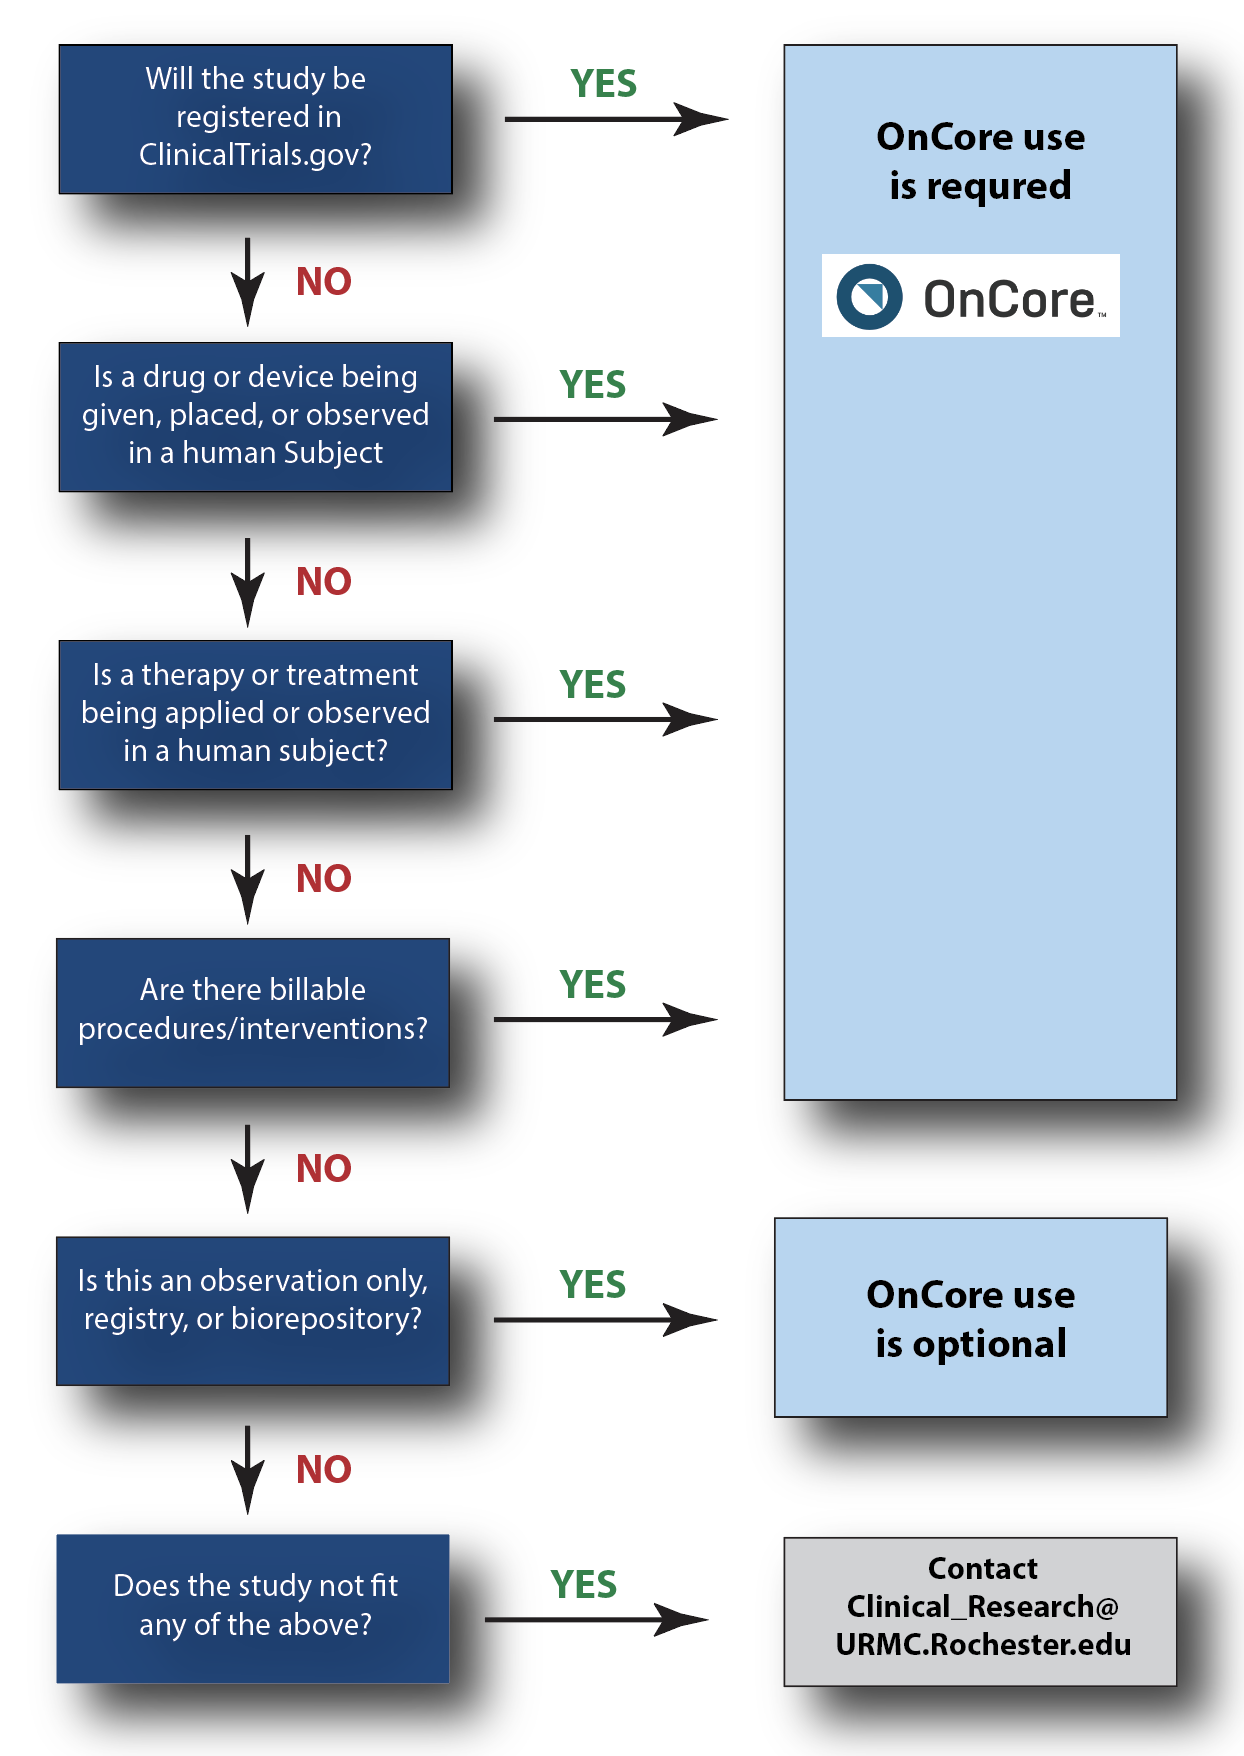 Will the study be
registered in
ClinicalTrials.gov?
YES
OnCore use
is requred
OnCore™
NO
Is a drug or device being
given, placed, or observed
in a human Subject
YES
NO
Is a therapy or treatment
being applied or observed
in a human subject?
YES
NO
Are there billable
procedures/interventions?
YES
NO
Is this an observation only,
registry, or biorepository?
YES
OnCore use
is optional
NO
Does the study not fit
any of the above?
YES
Contact
Clinical_Research@
URMC.Rochester.edu